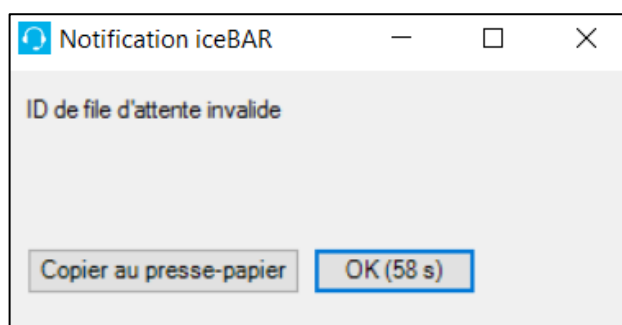 Notification iceBAR
ID de file d'attente invalide
Copier au presse-papier
OK (58 s)